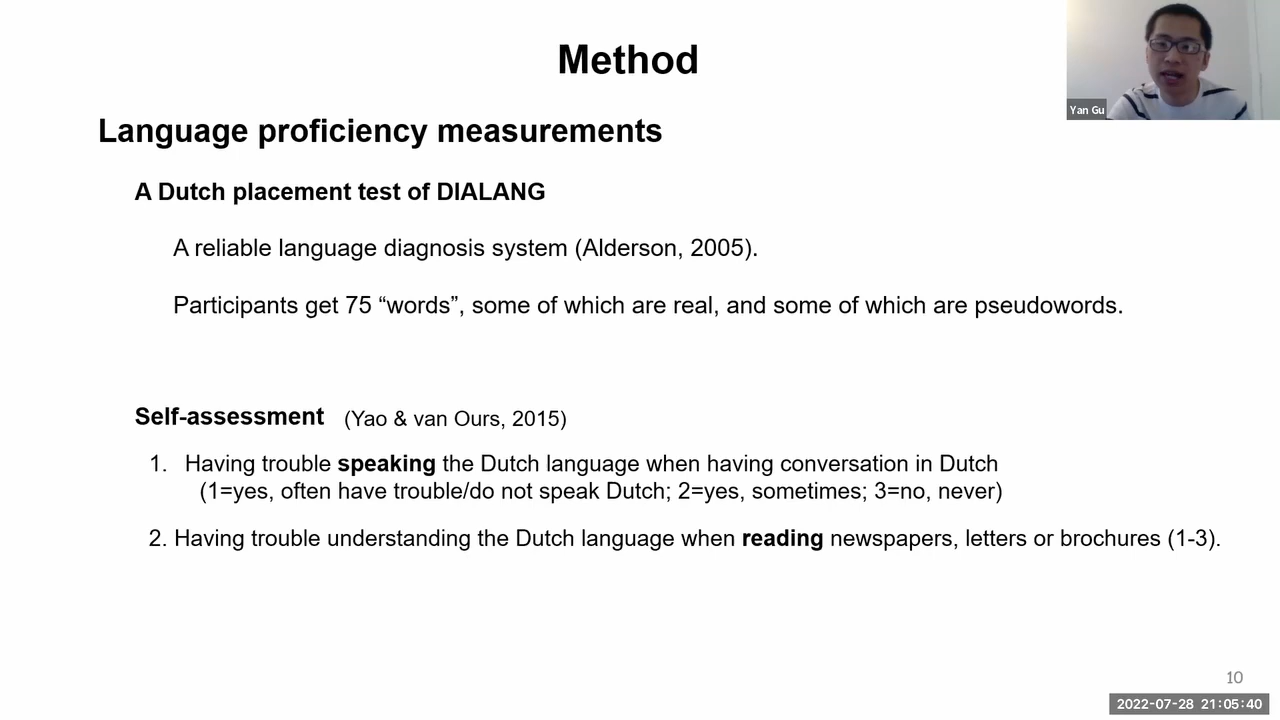 Method
Yan Gu
Language proficiency measurements
A Dutch placement test of DIALANG
A reliable language diagnosis system (Alderson, 2005).
Participants get 75 “words”, some of which are real, and some of which are pseudowords.
Self-assessment (Yao & van Ours, 2015)
1. Having trouble speaking the Dutch language when having conversation in Dutch
(1=yes, often have trouble/do not speak Dutch; 2=yes, sometimes; 3=no, never)
2. Having trouble understanding the Dutch language when reading newspapers, letters or brochures (1-3).
10
2022-07-28 21:05:40